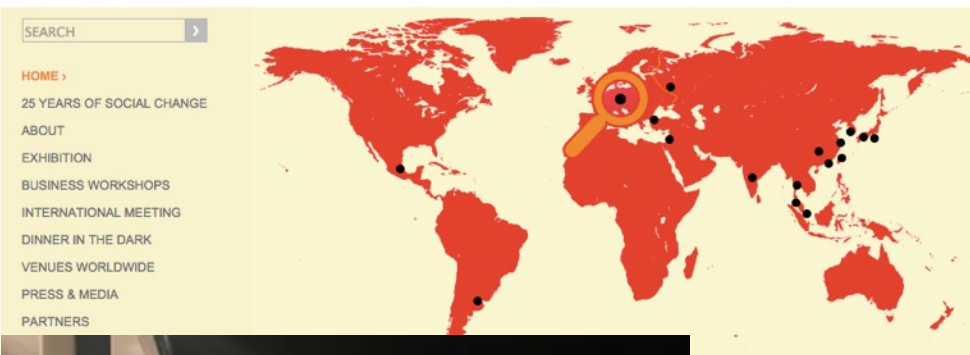 SEARCH
HOME ›
25 YEARS OF SOCIAL CHANGE
ABOUT
EXHIBITION
BUSINESS WORKSHOPS
INTERNATIONAL MEETING
DINNER IN THE DARK
VENUES WORLDWIDE
PRESS & MEDIA
PARTNERS